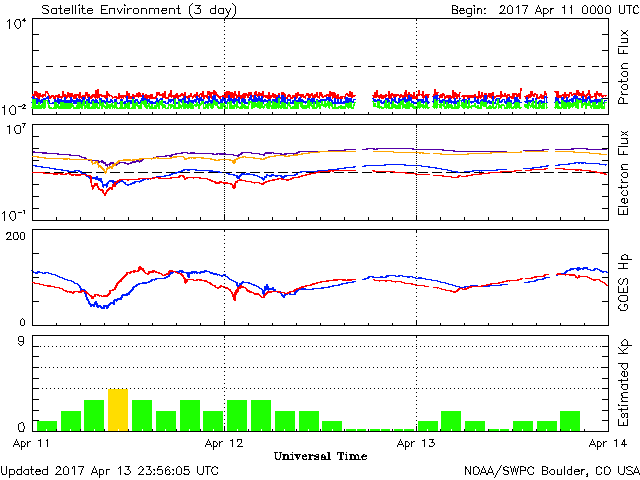 Satellite Environment (3 day) Begin: 2017 Apr 11 0000 UTC
10⁴
10⁻²
Proton Flux
10⁷
10⁻¹
Electron Flux
200
0
GOES Hp
9
0
Estimated Kp
Apr 11 Apr 12 Apr 13 Apr 14
Universal Time
Updated 2017 Apr 13 23:56:05 UTC NOAA/SWPC Boulder, CO USA